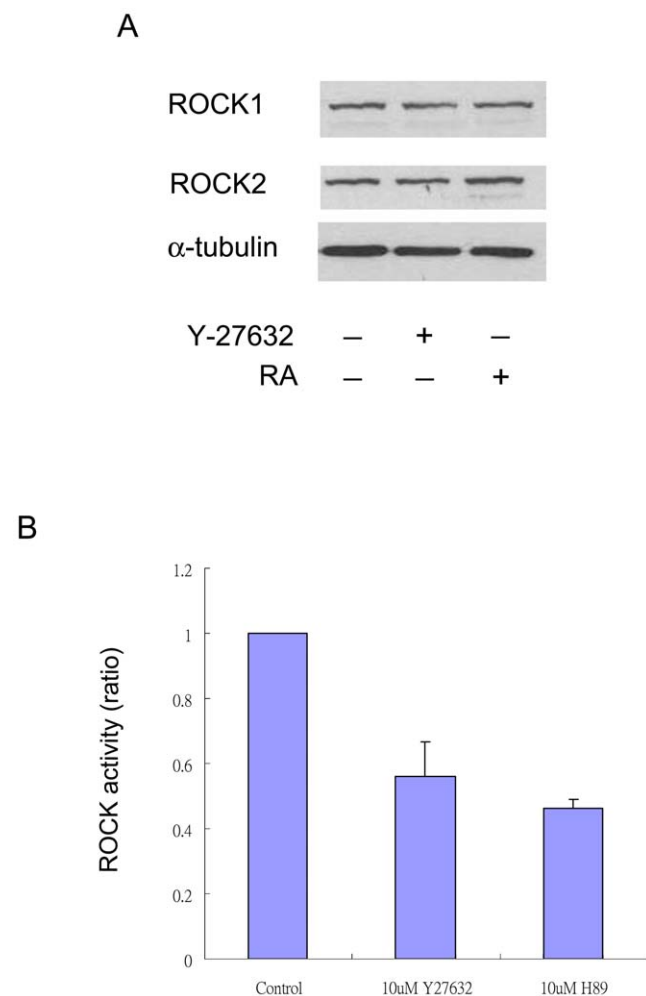 A
ROCK1
ROCK2
α-tubulin
Y-27632 – + –
RA – – +
B
ROCK activity (ratio)
1.2
1
0.8
0.6
0.4
0.2
0
Control 10uM Y27632 10uM H89